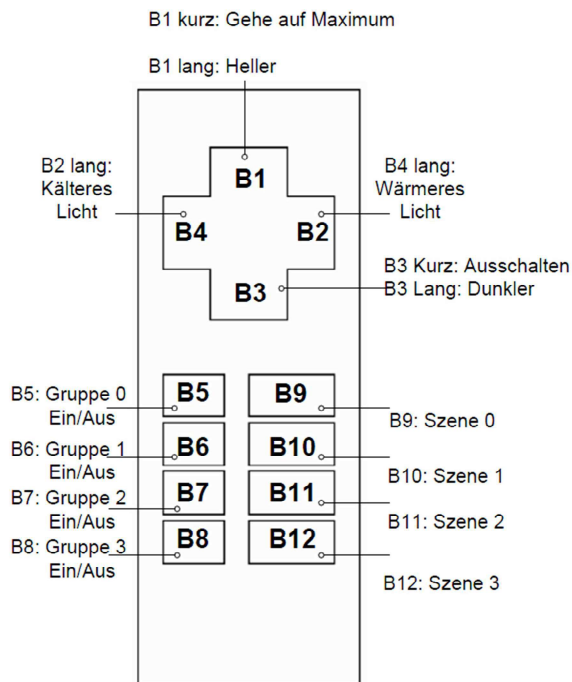 B1 kurz: Gehe auf Maximum
B1 lang: Heller
B2 lang:
Kälteres
Licht
B4 lang:
Wärmeres
Licht
B1
B4
B2
B3
B3 Kurz: Ausschalten
B3 Lang: Dunkler
B5: Gruppe 0
Ein/Aus
B5
B9
B9: Szene 0
B6: Gruppe 1
Ein/Aus
B6
B10
B10: Szene 1
B7: Gruppe 2
Ein/Aus
B7
B11
B11: Szene 2
B8: Gruppe 3
Ein/Aus
B8
B12
B12: Szene 3